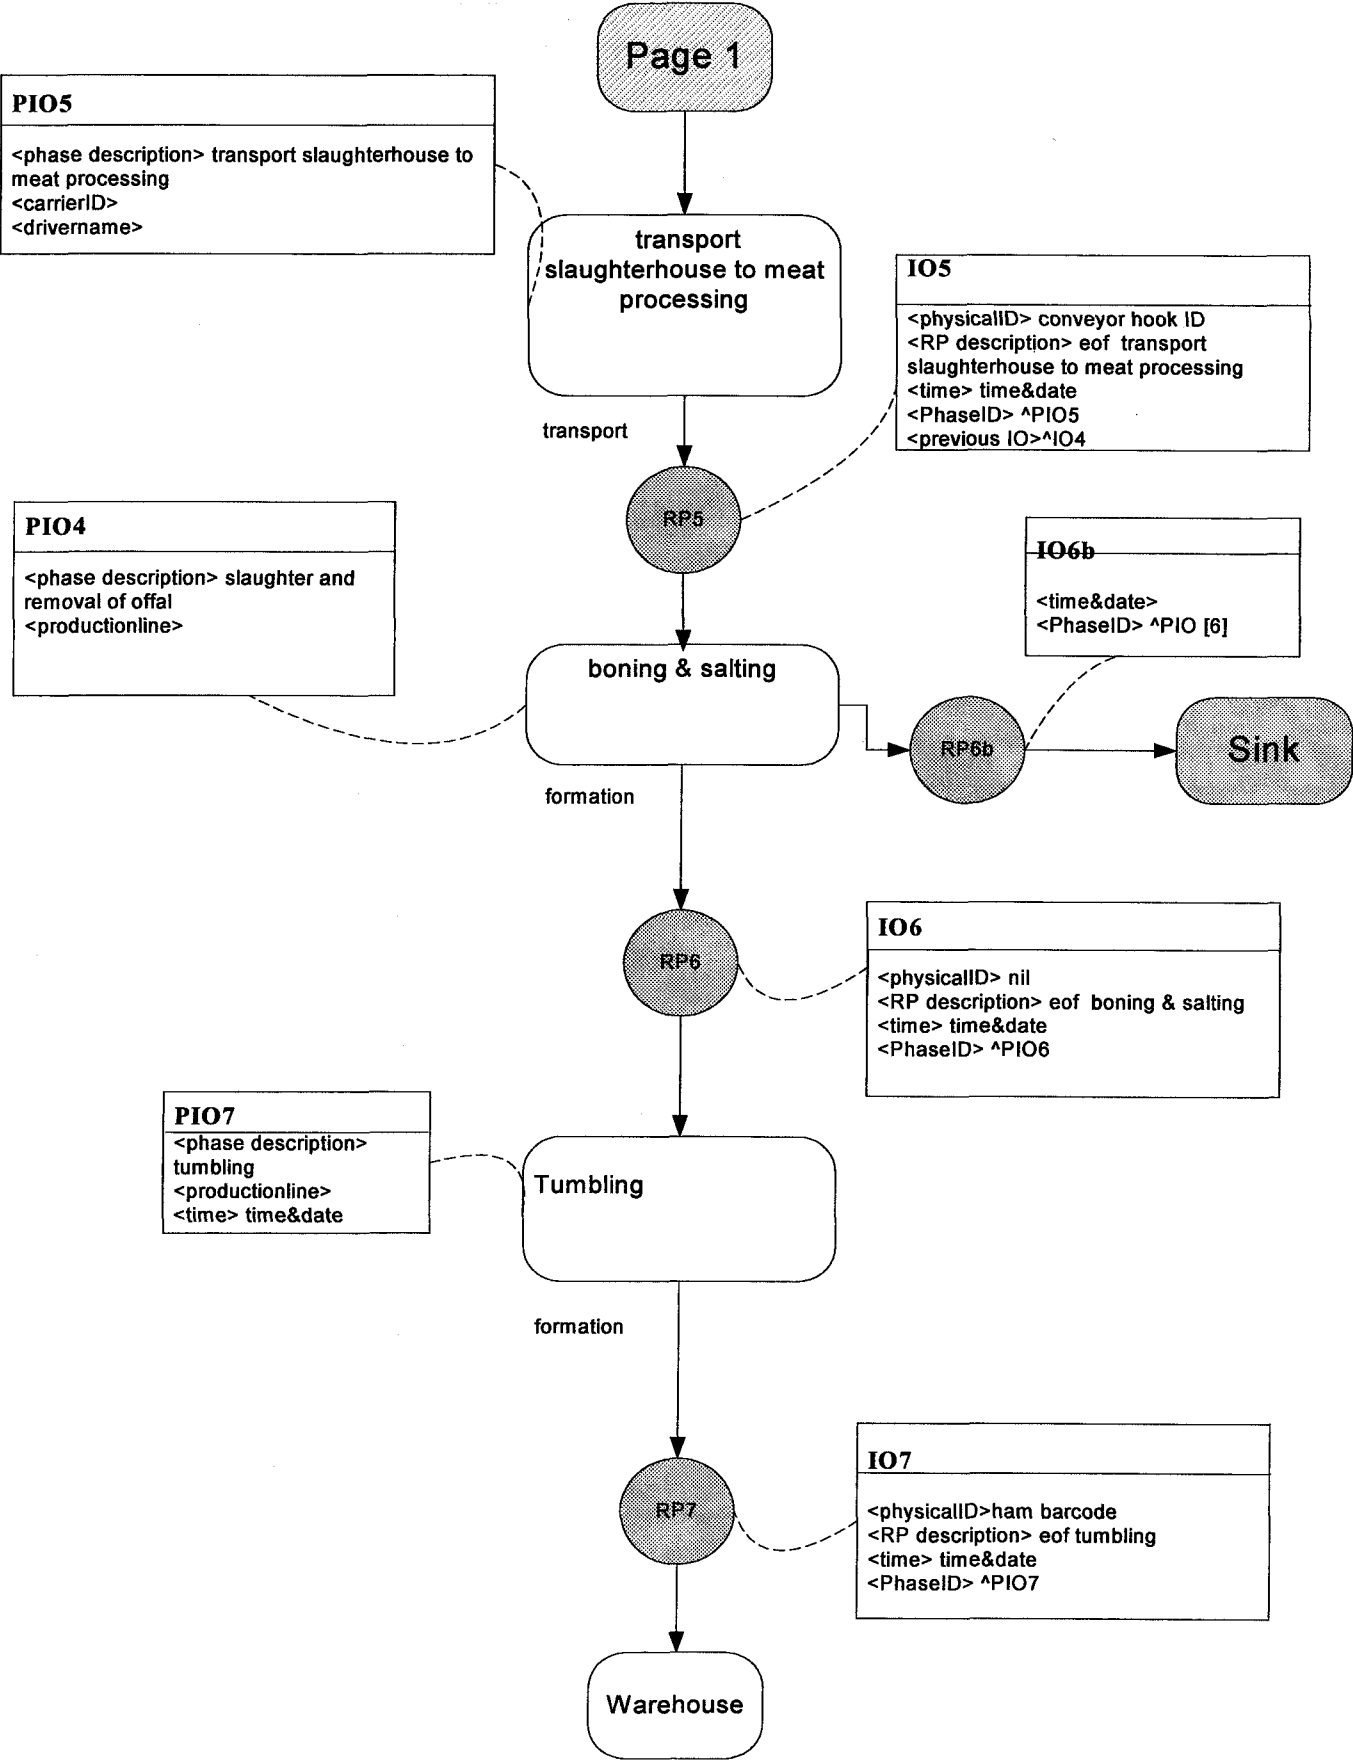 Page 1
PIO5
<phase description> transport slaughterhouse to
meat processing
<carrierID>
<drivername>
transport
slaughterhouse to meat
processing
IO5
<physicalID> conveyor hook ID
<RP description> eof  transport
slaughterhouse to meat processing
<time> time&date
<PhaseID> ^PIO5
<previous IO>^IO4
transport
RP5
PIO4
<phase description> slaughter and
removal of offal
<productionline>
IO6b
<time&date>
<PhaseID> ^PIO [6]
boning & salting
RP6b
Sink
formation
RP6
IO6
<physicalID> nil
<RP description> eof  boning & salting
<time> time&date
<PhaseID> ^PIO6
PIO7
<phase description>
tumbling
<productionline>
<time> time&date
Tumbling
formation
RP7
IO7
<physicalID>ham barcode
<RP description> eof tumbling
<time> time&date
<PhaseID> ^PIO7
Warehouse